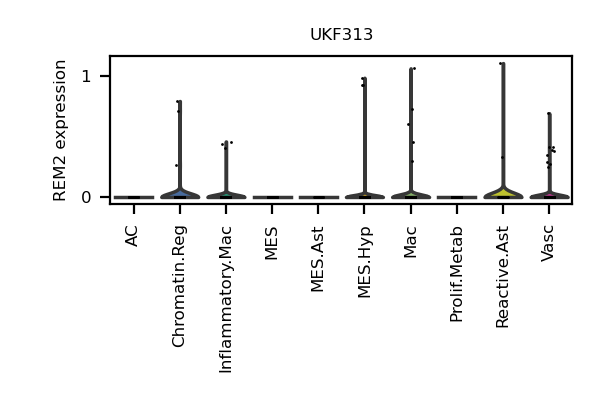 UKF313
REM2 expression
1
0
AC
Chromatin.Reg
Inflammatory.Mac
MES
MES.Ast
MES.Hyp
Mac
Prolif.Metab
Reactive.Ast
Vasc